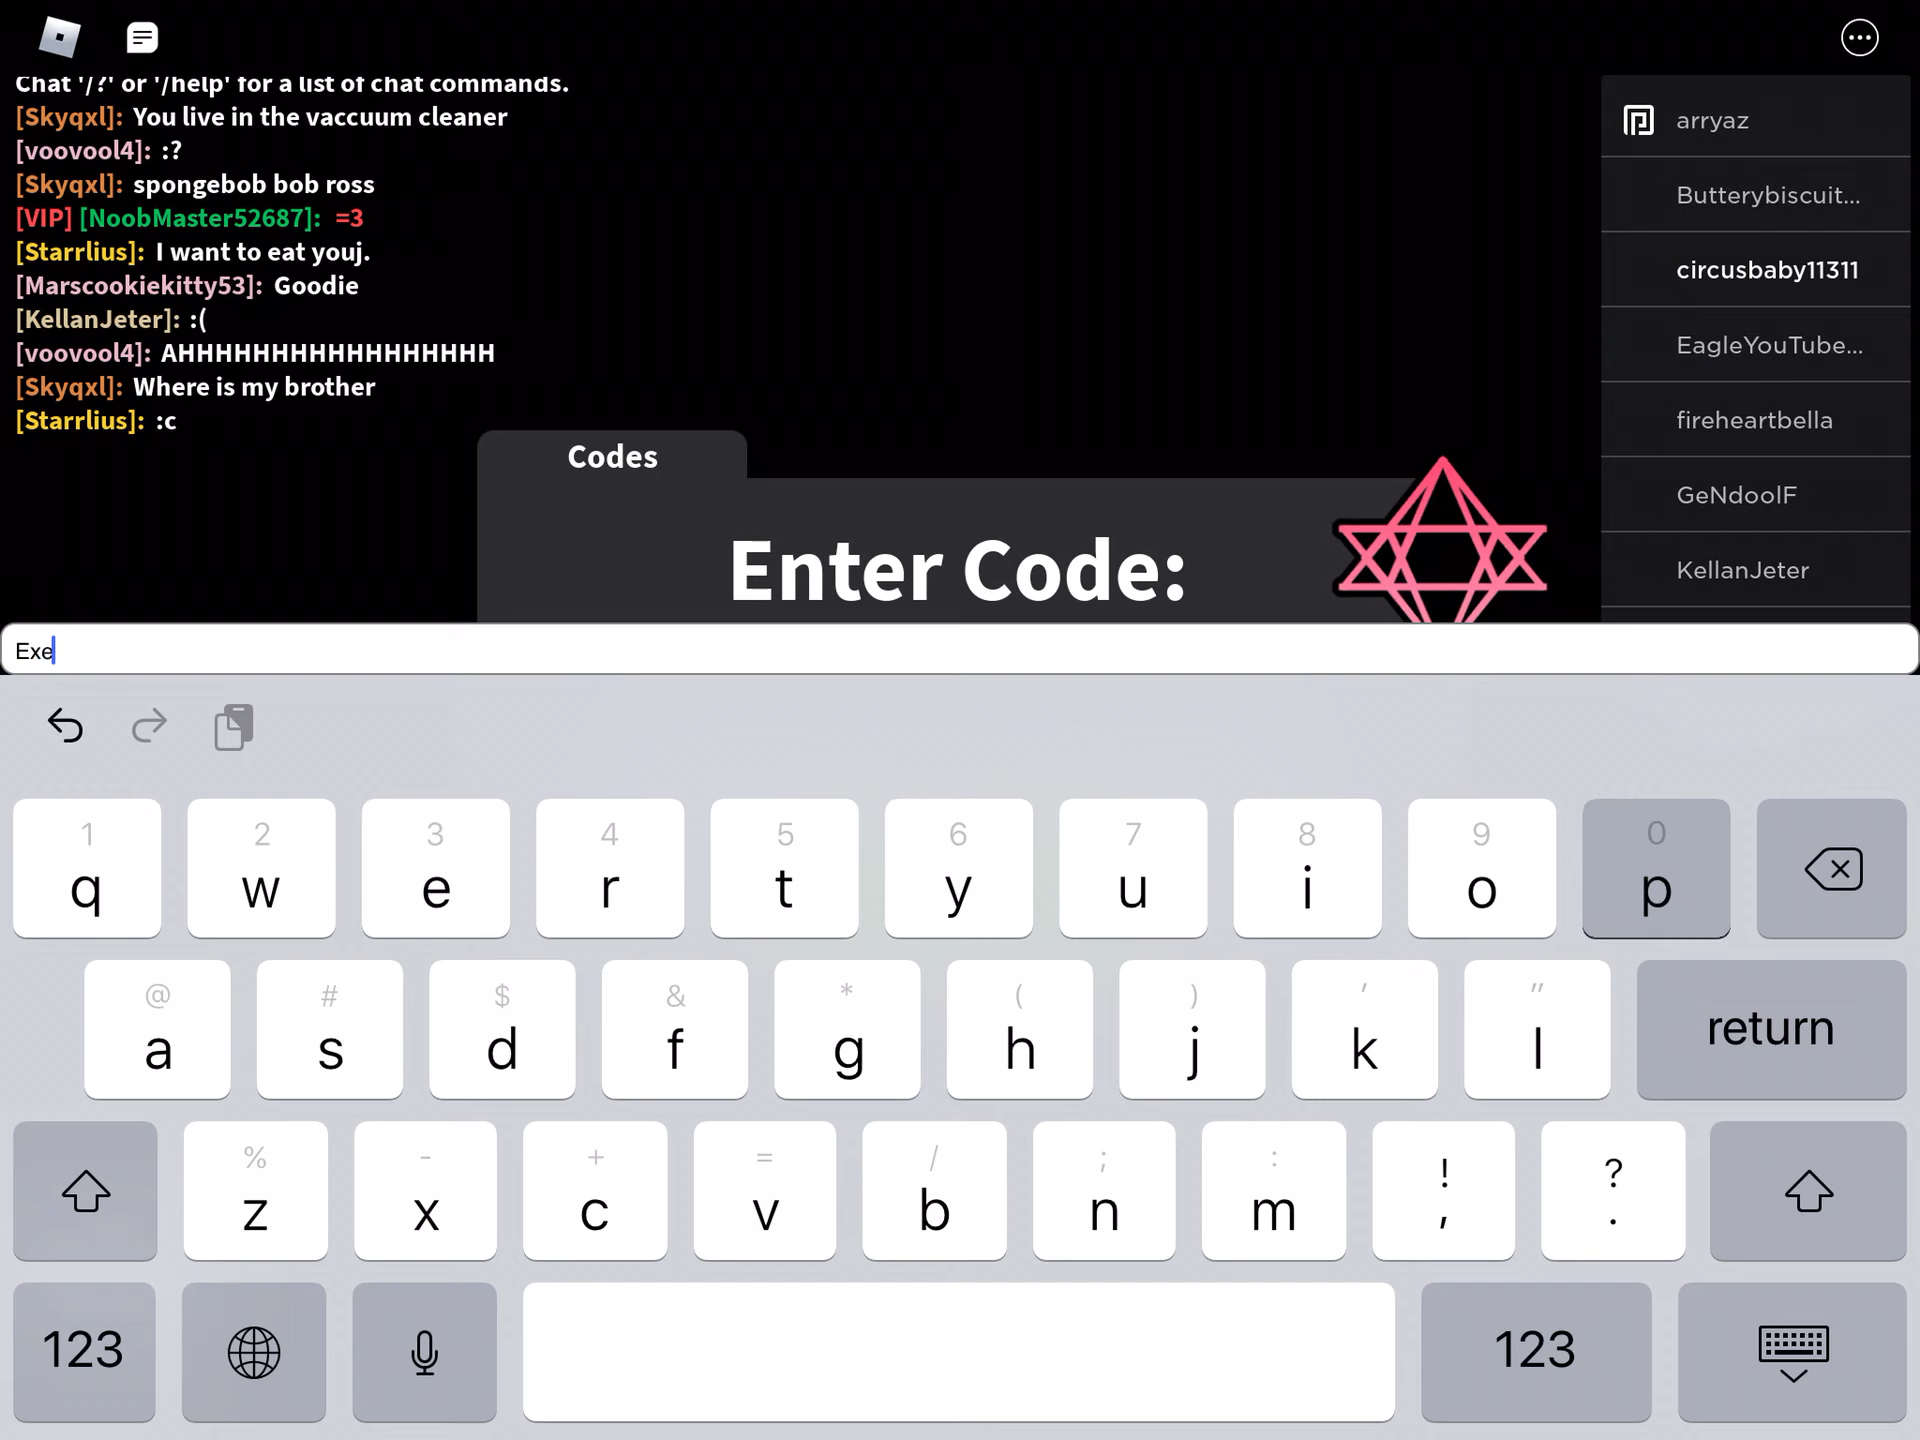 Chat '/?' or '/help' for a list of chat commands.
[Skyqxl]: You live in the vaccuum cleaner
[voovool4]: :?
[Skyqxl]: spongebob bob ross
[VIP] [NoobMaster52687]: =3
[Starrlius]: I want to eat youj.
[Marscookiekitty53]: Goodie
[KellanJeter]: :(
[voovool4]: AHHHHHHHHHHHHHHHHH
[Skyqxl]: Where is my brother
[Starrlius]: :c
arryaz
Butterybiscuit...
circusbaby11311
EagleYouTube...
fireheartbella
GeNdoolF
KellanJeter
Codes
Enter Code:
Exe
1 2 3 4 5 6 7 8 9 0
q w e r t y u i o p
@ # $ & * ( ) ' "
a s d f g h j k l return
% - + = / ; : ! ?
z x c v b n m , .
123 123